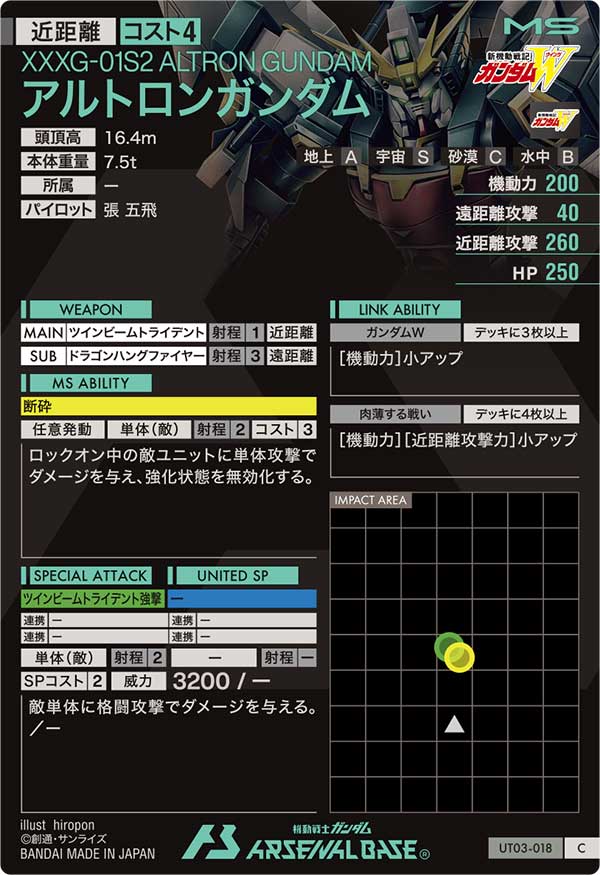 近距離 コスト4
MS
XXXG-01S2 ALTRON GUNDAM
アルトロンガンダム
新機動戦記
ガンダムW
ウイング
新機動戦記
ガンダムW
頭頂高 16.4m
本体重量 7.5t
所属 ー
パイロット 張 五飛
地上 A 宇宙 S 砂漠 C 水中 B
機動力 200
遠距離攻撃 40
近距離攻撃 260
HP 250
WEAPON
MAIN ツインビームトライデント 射程 1 近距離
SUB ドラゴンハングファイヤー 射程 3 遠距離
MS ABILITY
断砕
任意発動 単体(敵) 射程 2 コスト 3
ロックオン中の敵ユニットに単体攻撃で
ダメージを与え、強化状態を無効化する。
LINK ABILITY
ガンダムW デッキに3枚以上
[機動力]小アップ
肉薄する戦い デッキに4枚以上
[機動力][近距離攻撃力]小アップ
IMPACT AREA
SPECIAL ATTACK UNITED SP
ツインビームトライデント強撃 ー
連携 ー 連携 ー
連携 ー 連携 ー
単体(敵) 射程 2 ー 射程 ー
SPコスト 2 威力 3200 / ー
敵単体に格闘攻撃でダメージを与える。
/ー
illust hiropon
©創通・サンライズ
BANDAI MADE IN JAPAN
機動戦士ガンダム
AB ARSENAL BASE®
UT03-018 C